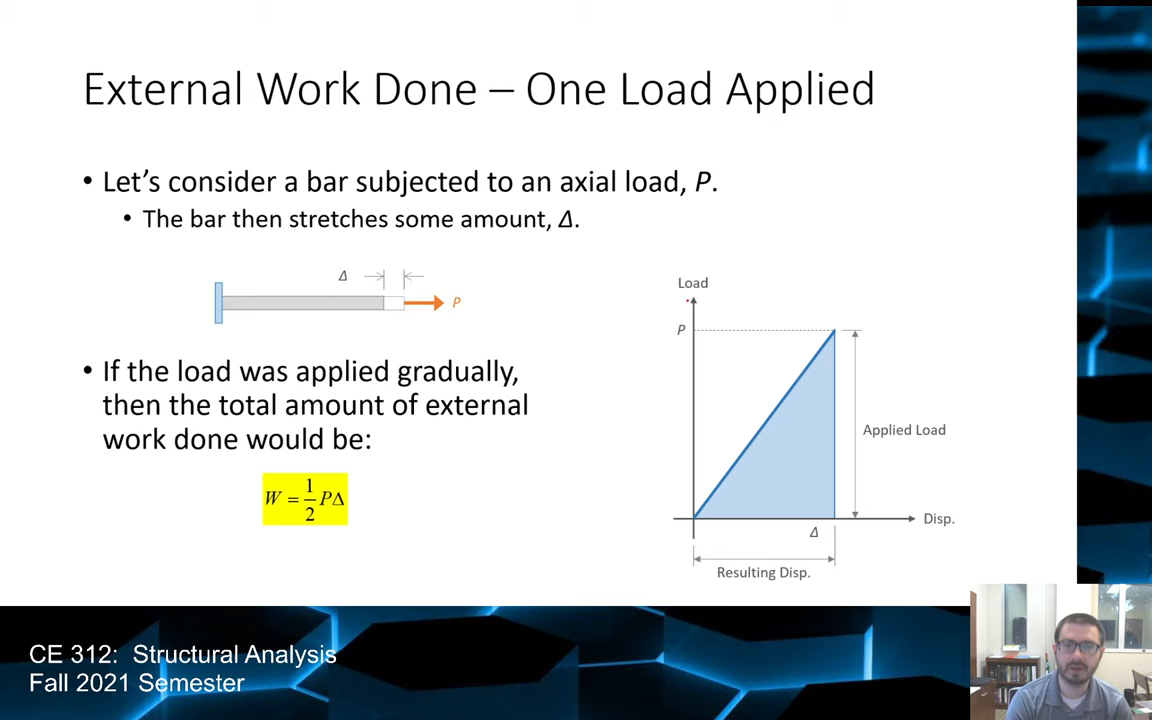 External Work Done – One Load Applied
• Let’s consider a bar subjected to an axial load, P.
• The bar then stretches some amount, Δ.
Δ
P
• If the load was applied gradually,
then the total amount of external
work done would be:
W = 1/2 PΔ
Load
P
Applied Load
Disp.
Δ
Resulting Disp.
CE 312: Structural Analysis
Fall 2021 Semester